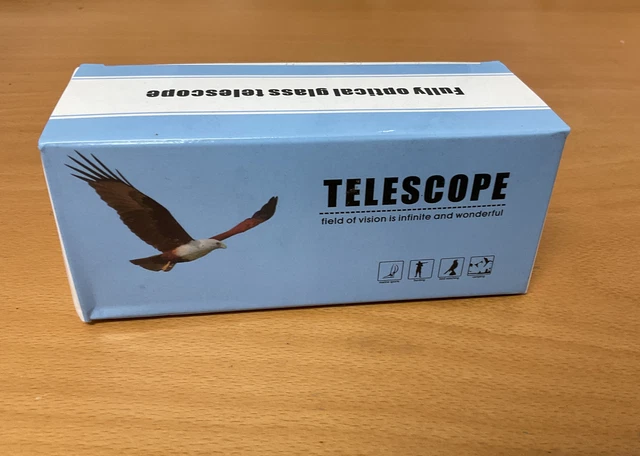 Fully optical glass telescope
TELESCOPE
field of vision is infinite and wonderful